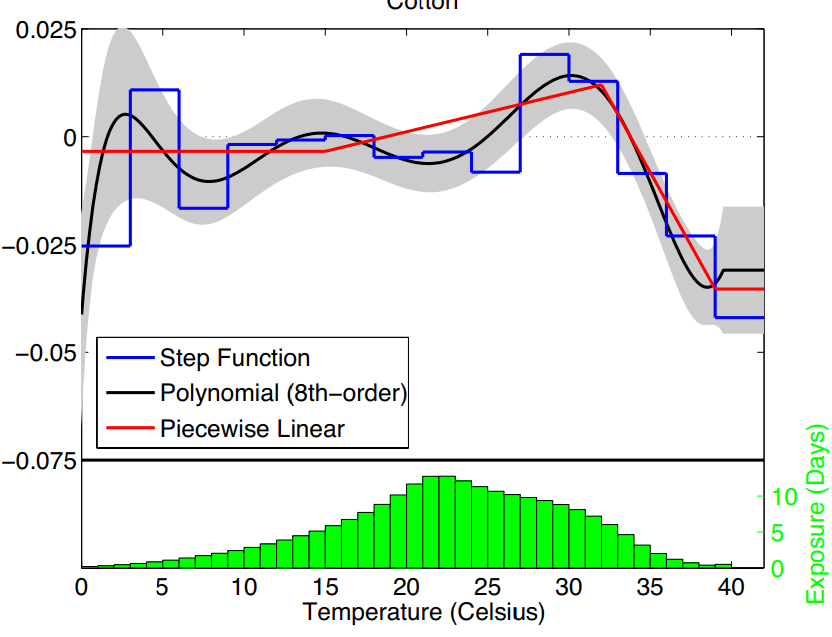 Cotton
0.025
0
−0.025
−0.05
−0.075
Step Function
Polynomial (8th−order)
Piecewise Linear
10
5
0
Exposure (Days)
0 5 10 15 20 25 30 35 40
Temperature (Celsius)